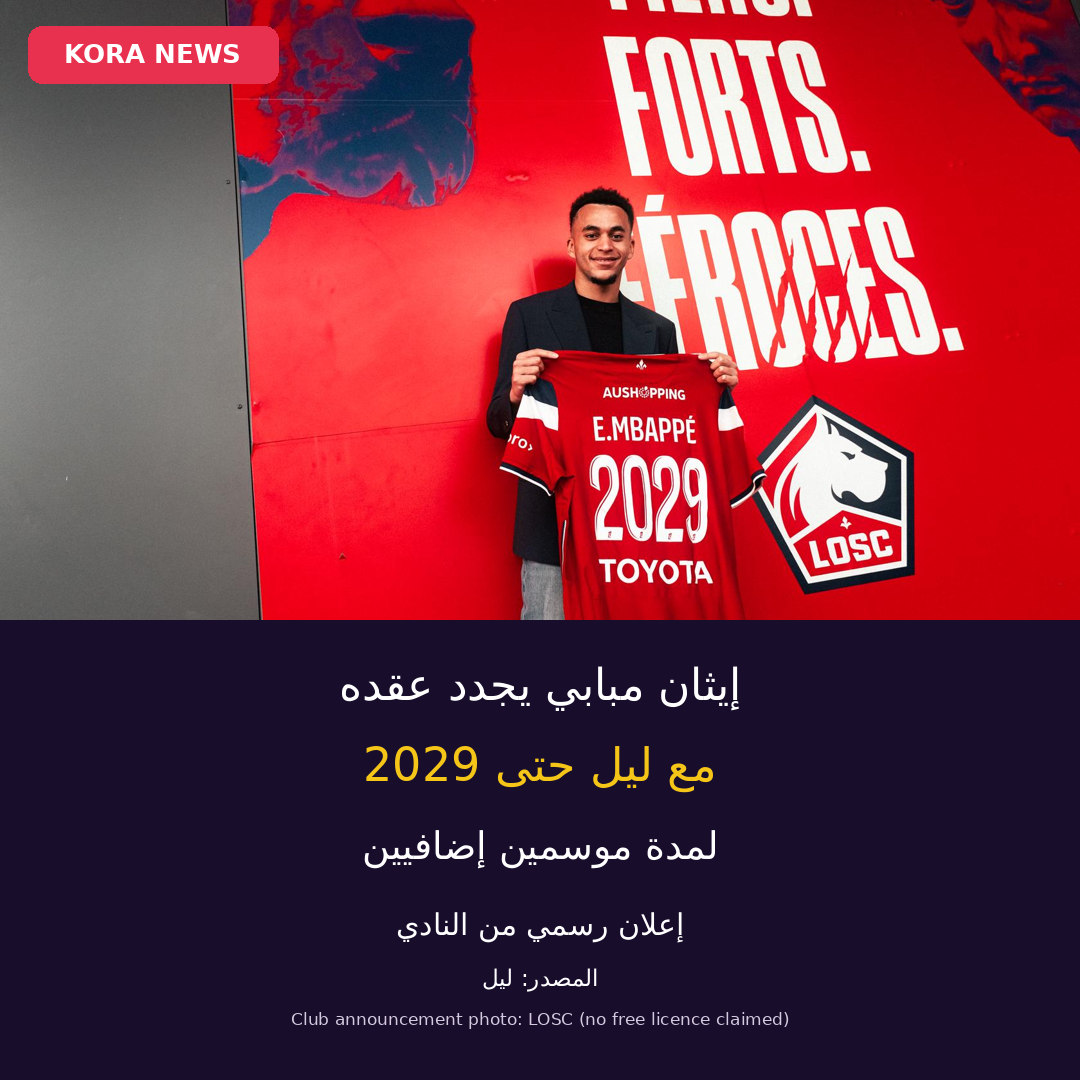 KORA NEWS
FORTS.
FÉROCES.
AUSHOPPING
E.MBAPPÉ
2029
TOYOTA
LOSC
إيثان مبابي يجدد عقده
مع ليل حتى 2029
لمدة موسمين إضافيين
إعلان رسمي من النادي
المصدر: ليل
Club announcement photo: LOSC (no free licence claimed)